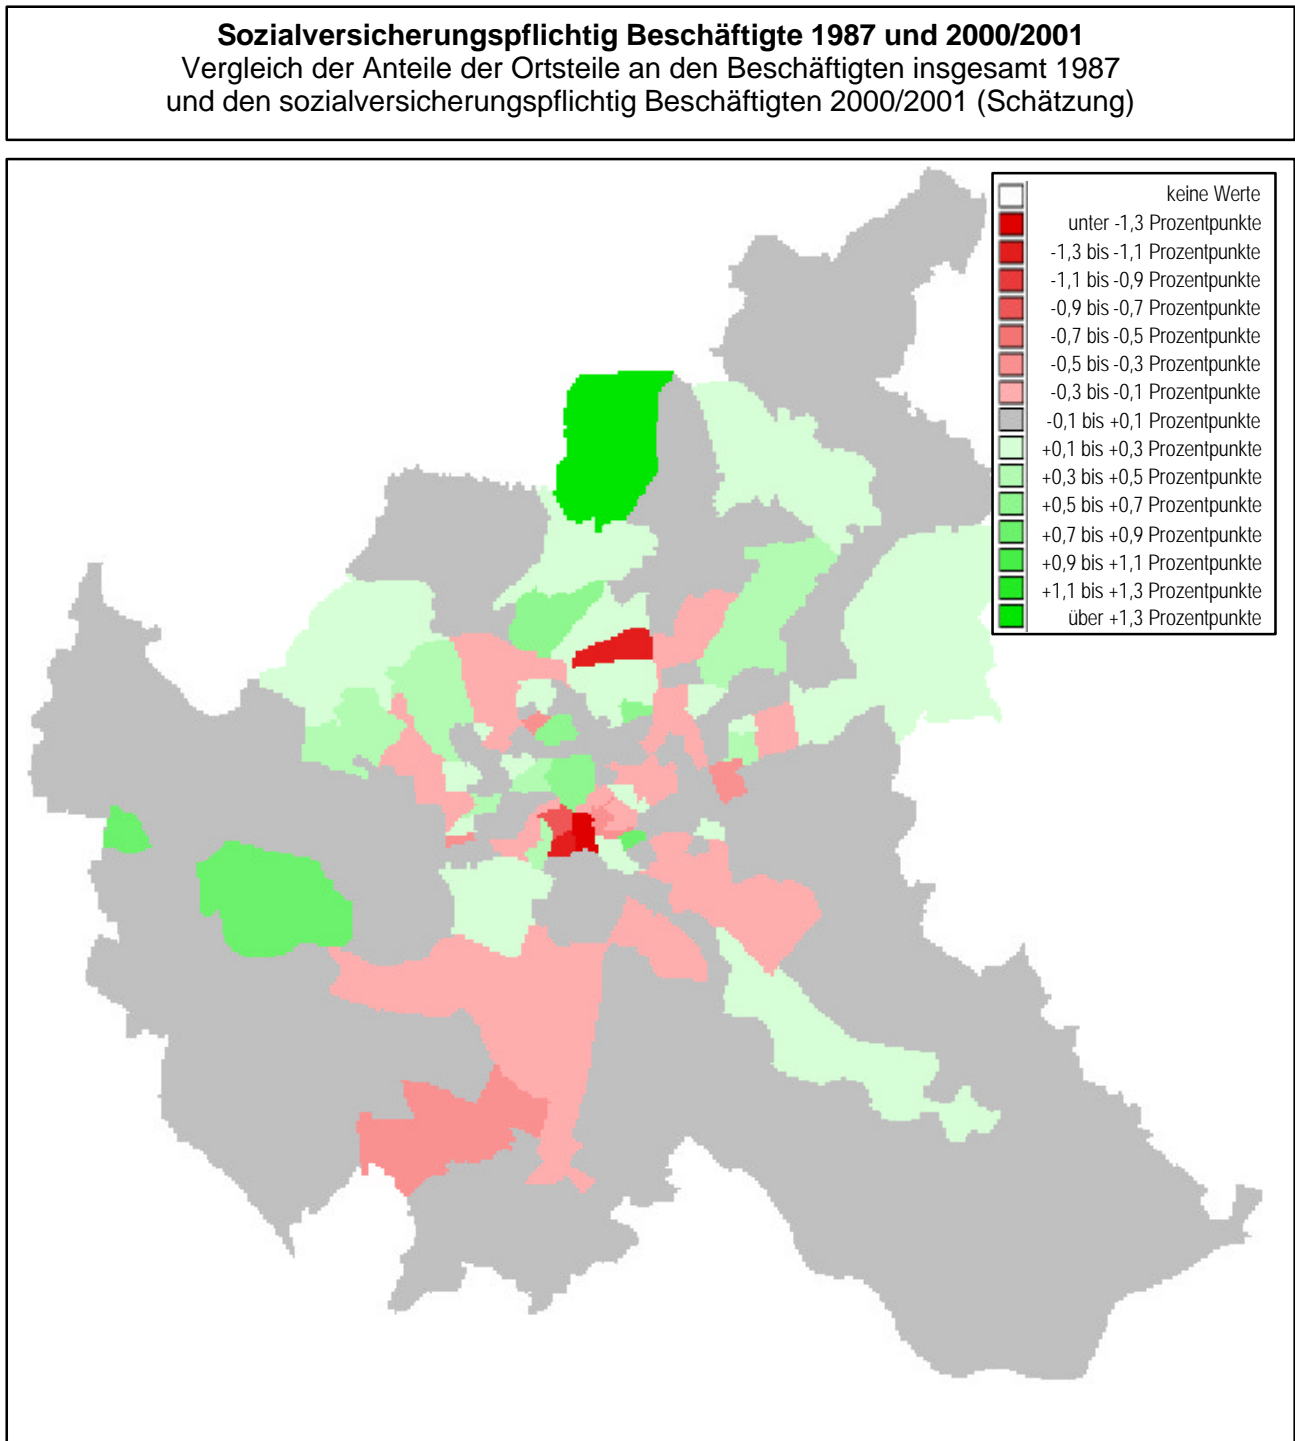 Sozialversicherungspflichtig Beschäftigte 1987 und 2000/2001
Vergleich der Anteile der Ortsteile an den Beschäftigten insgesamt 1987
und den sozialversicherungspflichtig Beschäftigten 2000/2001 (Schätzung)
keine Werte
unter -1,3 Prozentpunkte
-1,3 bis -1,1 Prozentpunkte
-1,1 bis -0,9 Prozentpunkte
-0,9 bis -0,7 Prozentpunkte
-0,7 bis -0,5 Prozentpunkte
-0,5 bis -0,3 Prozentpunkte
-0,3 bis -0,1 Prozentpunkte
-0,1 bis +0,1 Prozentpunkte
+0,1 bis +0,3 Prozentpunkte
+0,3 bis +0,5 Prozentpunkte
+0,5 bis +0,7 Prozentpunkte
+0,7 bis +0,9 Prozentpunkte
+0,9 bis +1,1 Prozentpunkte
+1,1 bis +1,3 Prozentpunkte
über +1,3 Prozentpunkte